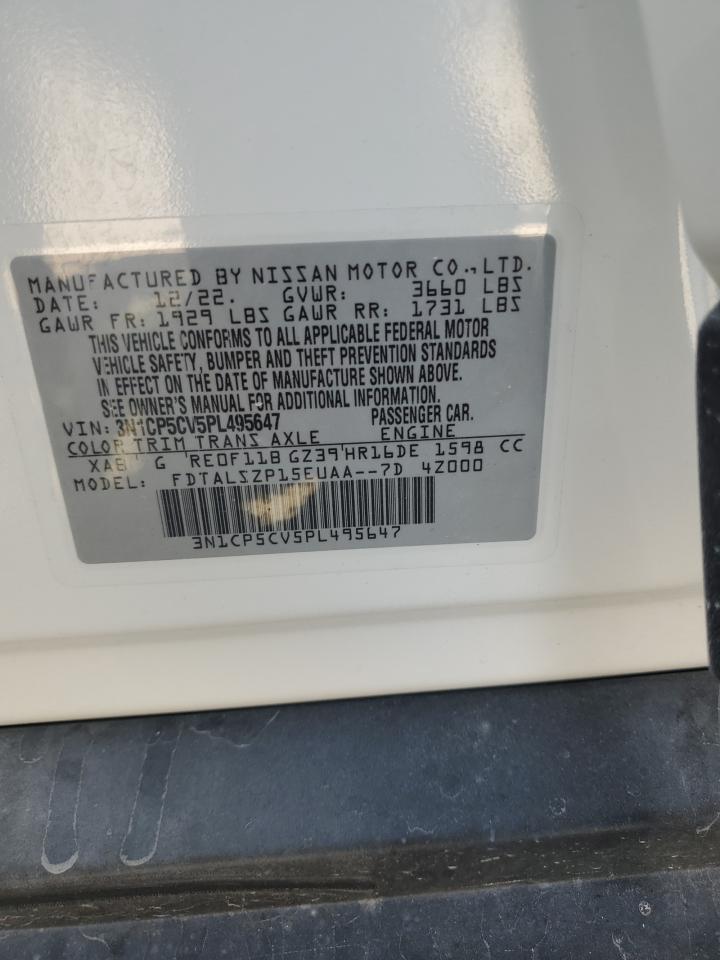 MANUFACTURED BY NISSAN MOTOR CO., LTD.
DATE: 12/22. GVWR: 3660 LBS
GAWR FR: 1929 LBS GAWR RR: 1731 LBS
THIS VEHICLE CONFORMS TO ALL APPLICABLE FEDERAL MOTOR
VEHICLE SAFETY, BUMPER AND THEFT PREVENTION STANDARDS
IN EFFECT ON THE DATE OF MANUFACTURE SHOWN ABOVE.
SEE OWNER'S MANUAL FOR ADDITIONAL INFORMATION.
VIN: 3N1CP5CV5PL495647 PASSENGER CAR.
COLOR TRIM TRANS AXLE ENGINE
XAB G RE0F11B GZ39 HR16DE 1598 CC
MODEL: FDTALSZP15EUAA--7D 4Z000
3N1CP5CV5PL495647